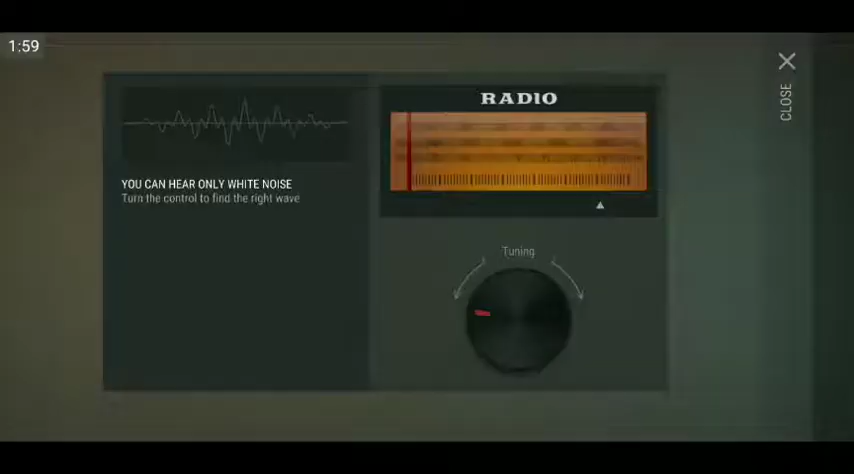 1:59
RADIO
CLOSE
YOU CAN HEAR ONLY WHITE NOISE
Turn the control to find the right wave
Tuning